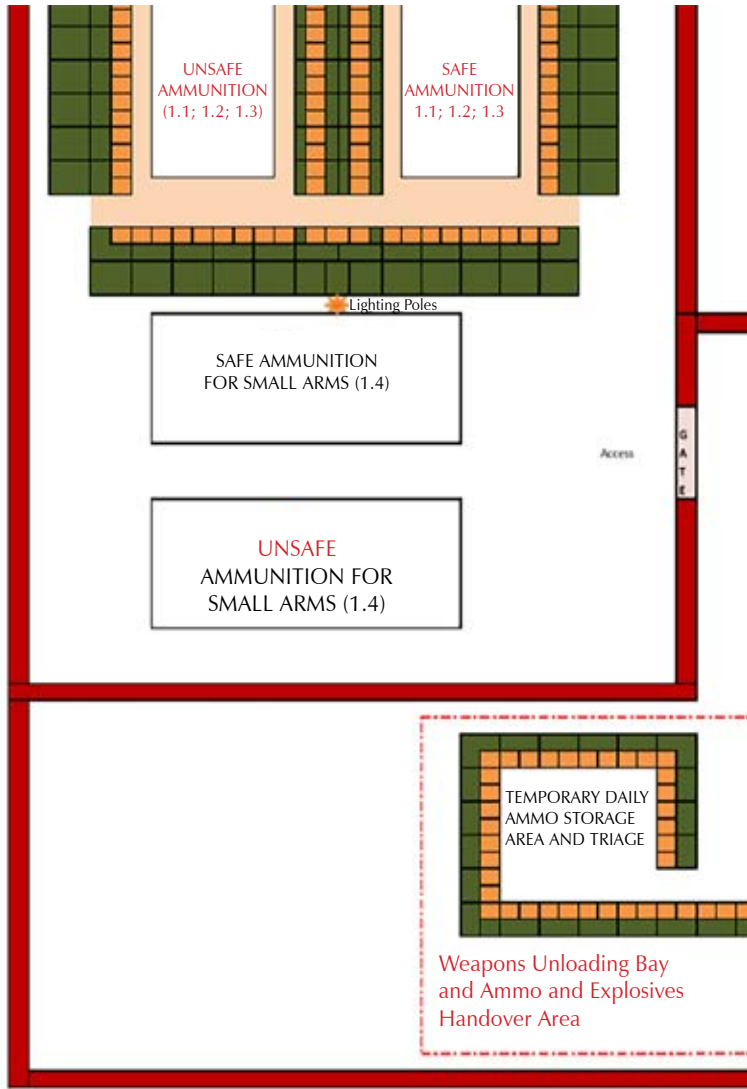 UNSAFE
AMMUNITION
(1.1; 1.2; 1.3)
SAFE
AMMUNITION
1.1; 1.2; 1.3
Lighting Poles
SAFE AMMUNITION
FOR SMALL ARMS (1.4)
Access
G
A
T
E
UNSAFE
AMMUNITION FOR
SMALL ARMS (1.4)
TEMPORARY DAILY
AMMO STORAGE
AREA AND TRIAGE
Weapons Unloading Bay
and Ammo and Explosives
Handover Area